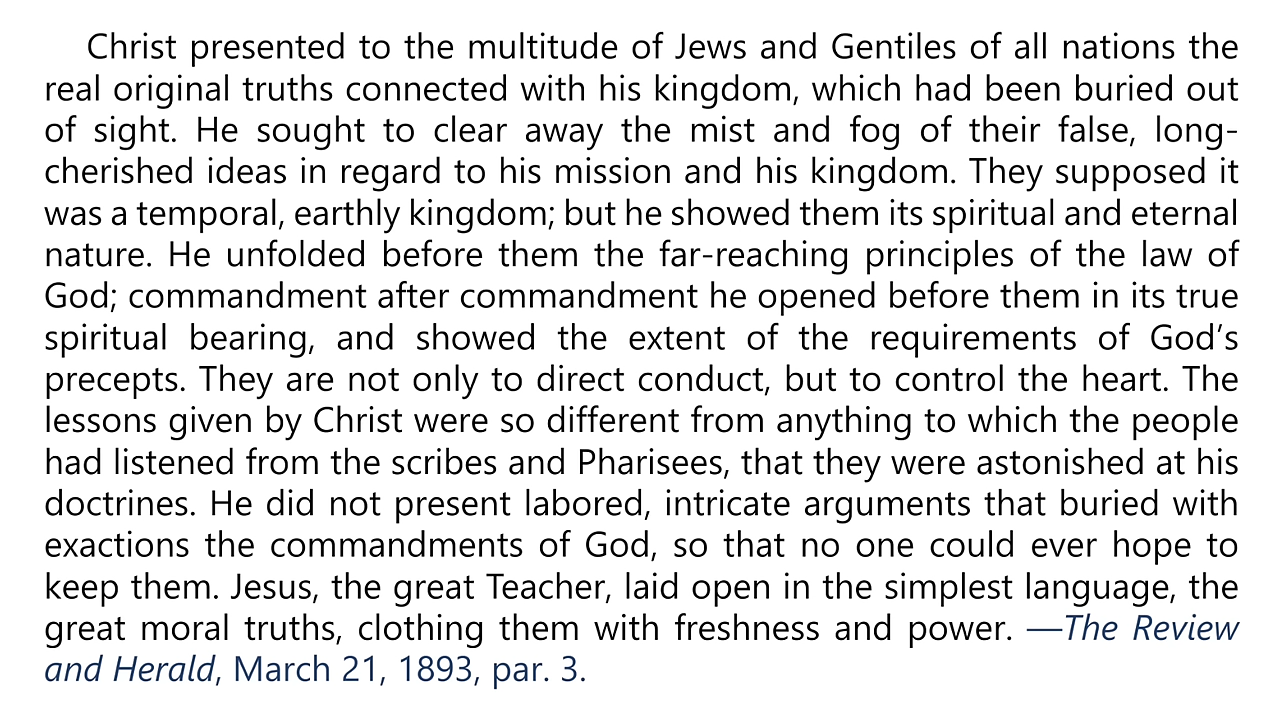 Christ presented to the multitude of Jews and Gentiles of all nations the
real original truths connected with his kingdom, which had been buried out
of sight. He sought to clear away the mist and fog of their false, long-
cherished ideas in regard to his mission and his kingdom. They supposed it
was a temporal, earthly kingdom; but he showed them its spiritual and eternal
nature. He unfolded before them the far-reaching principles of the law of
God; commandment after commandment he opened before them in its true
spiritual bearing, and showed the extent of the requirements of God’s
precepts. They are not only to direct conduct, but to control the heart. The
lessons given by Christ were so different from anything to which the people
had listened from the scribes and Pharisees, that they were astonished at his
doctrines. He did not present labored, intricate arguments that buried with
exactions the commandments of God, so that no one could ever hope to
keep them. Jesus, the great Teacher, laid open in the simplest language, the
great moral truths, clothing them with freshness and power. —The Review
and Herald, March 21, 1893, par. 3.